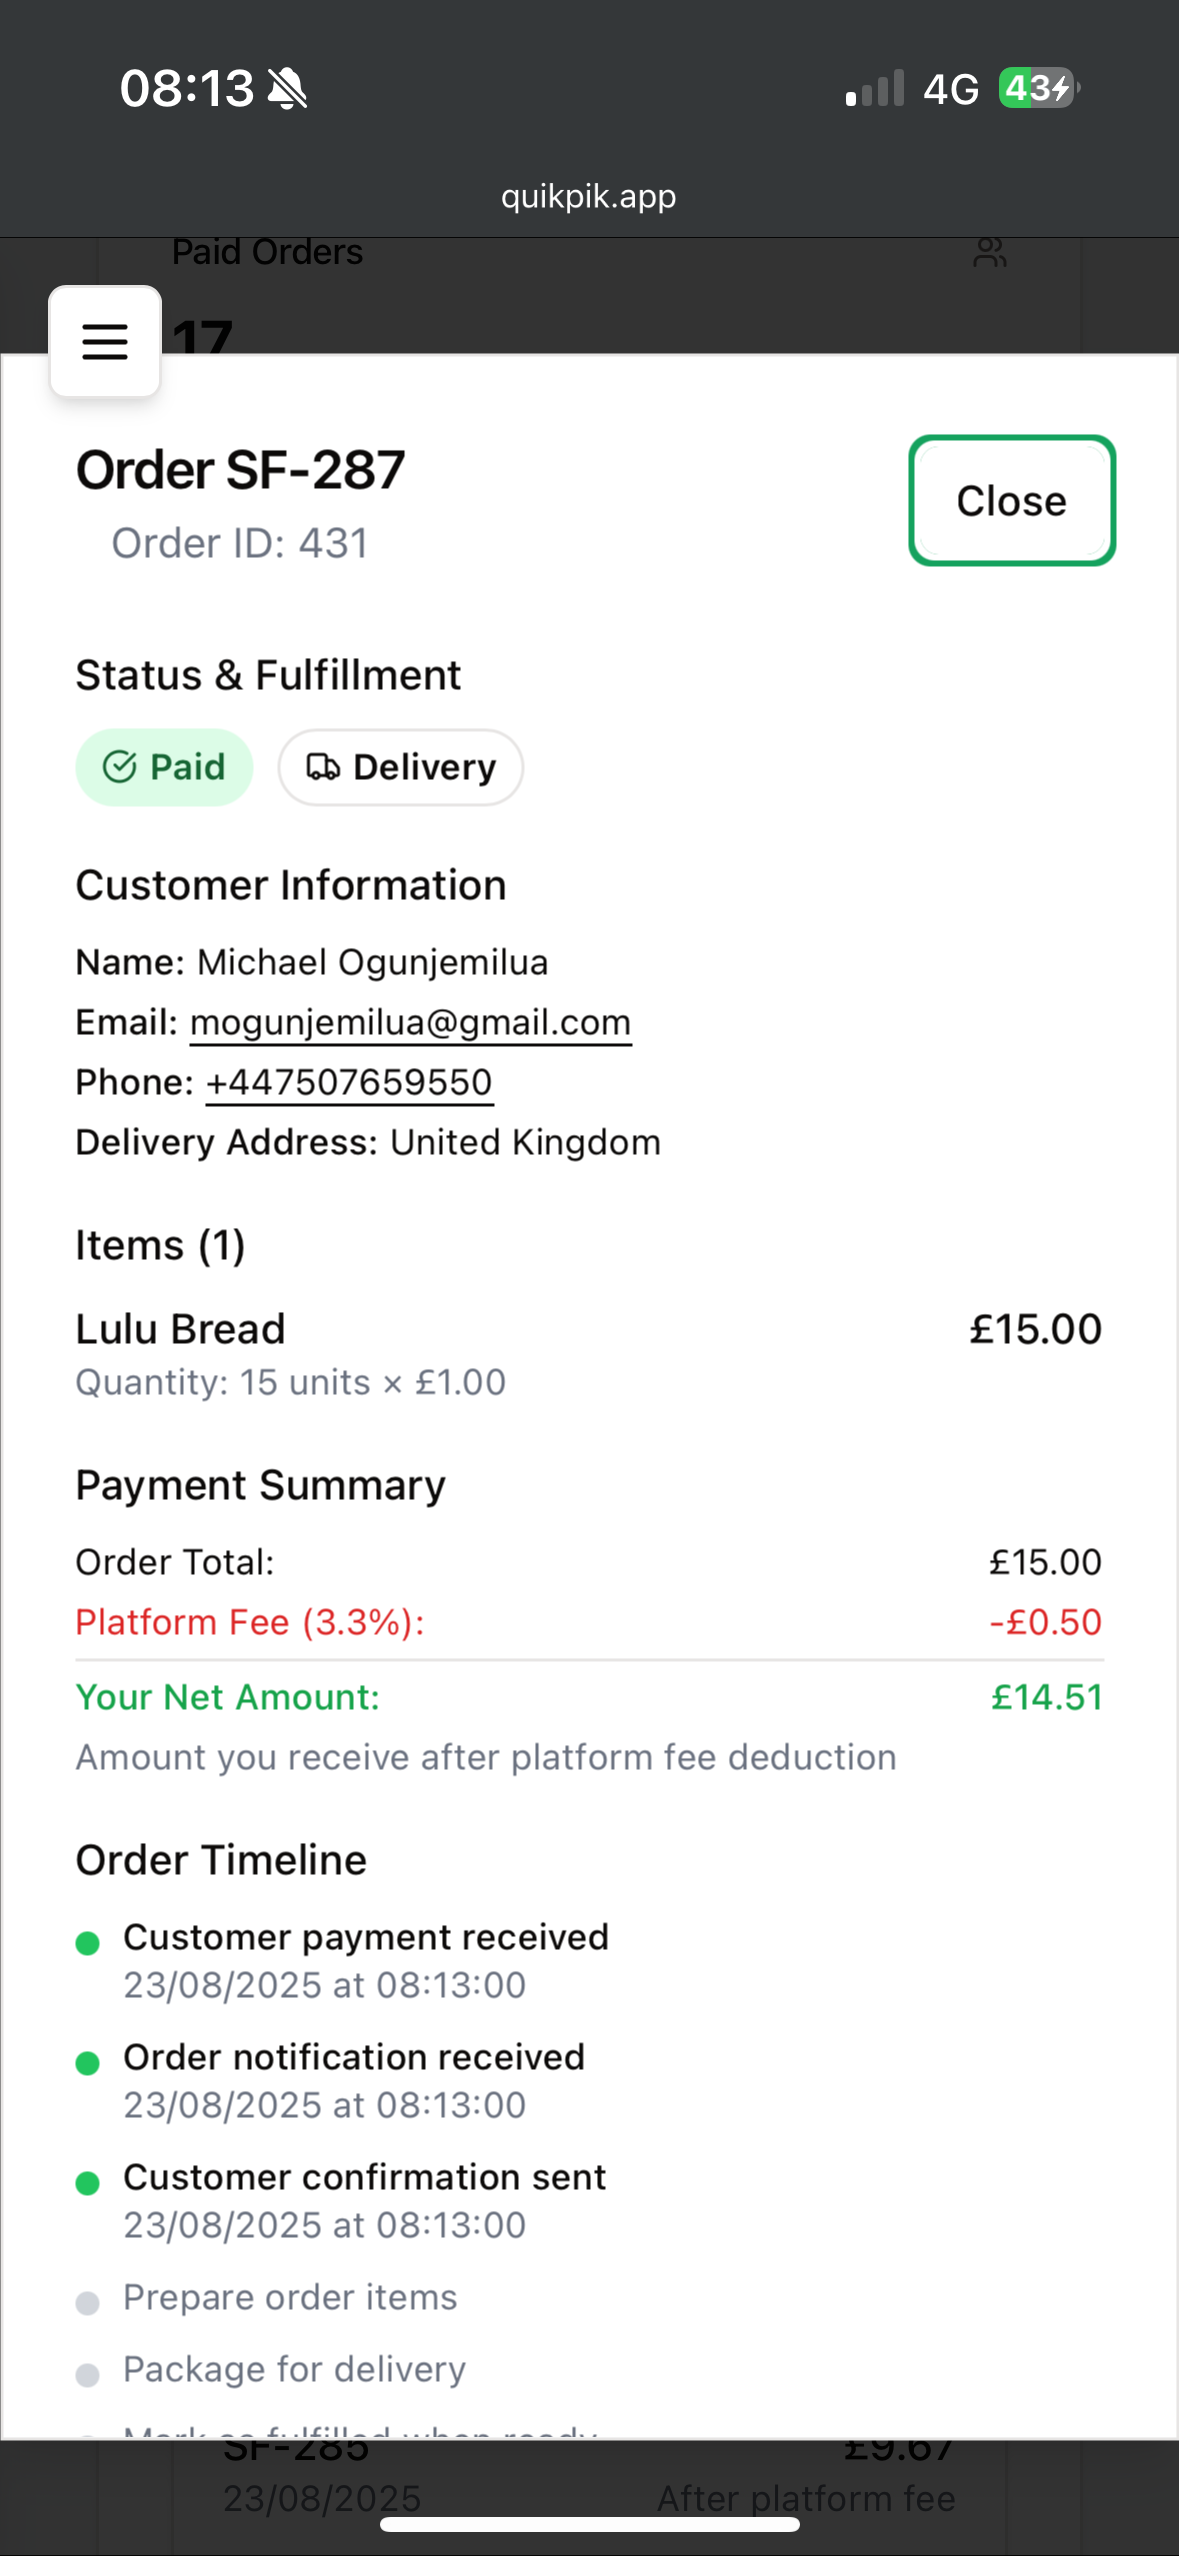 08:13
4G
43
quikpik.app
Paid Orders
17
Order SF-287
Close
Order ID: 431
Status & Fulfillment
Paid
Delivery
Customer Information
Name: Michael Ogunjemilua
Email: mogunjemilua@gmail.com
Phone: +447507659550
Delivery Address: United Kingdom
Items (1)
Lulu Bread
£15.00
Quantity: 15 units × £1.00
Payment Summary
Order Total:
£15.00
Platform Fee (3.3%):
-£0.50
Your Net Amount:
£14.51
Amount you receive after platform fee deduction
Order Timeline
Customer payment received
23/08/2025 at 08:13:00
Order notification received
23/08/2025 at 08:13:00
Customer confirmation sent
23/08/2025 at 08:13:00
Prepare order items
Package for delivery
Mark as fulfilled when ready
SF-285
£9.67
23/08/2025
After platform fee